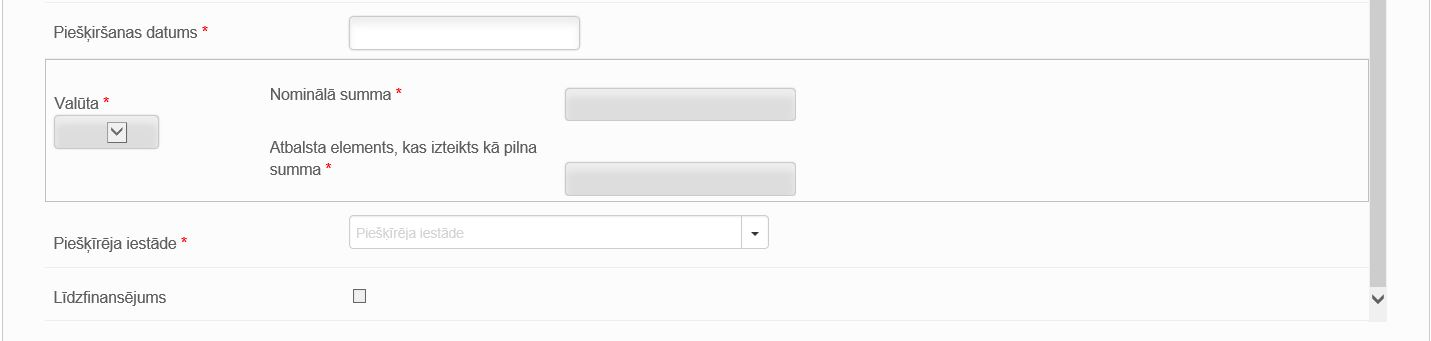 Piešķiršanas datums *
Valūta *
Nominālā summa *
Atbalsta elements, kas izteikts kā pilna
summa *
Piešķīrēja iestāde *
Piešķīrēja iestāde
Līdzfinansējums